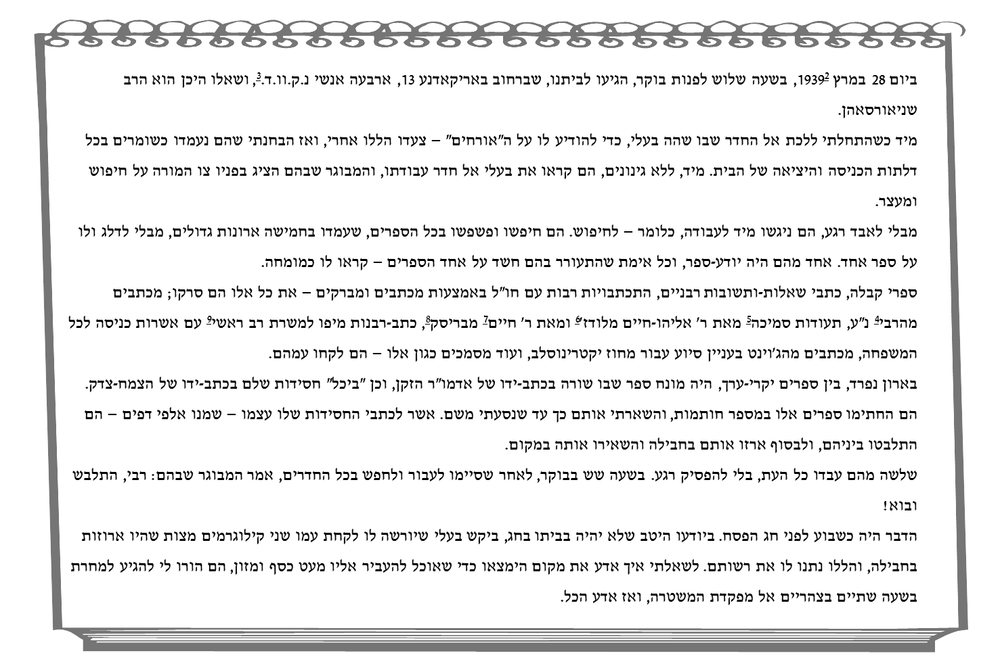 ביום 28 במרץ 1939², בשעה שלוש לפנות בוקר, הגיעו לביתנו, שברחוב באריקאדנע 13, ארבעה אנשי נ.ק.וו.ד.³, ושאלו היכן הוא הרב
שניאורסאהן.
מיד כשהתחלתי ללכת אל החדר שבו שהה בעלי, כדי להודיע לו על ה"אורחים" – צעדו הללו אחרי, ואז הבחנתי שהם נעמדו כשומרים בכל
דלתות הכניסה והיציאה של הבית. מיד, ללא גינונים, הם קראו את בעלי אל חדר עבודתו, והמבוגר שבהם הציג בפניו צו המורה על חיפוש
ומעצר.
מבלי לאבד רגע, הם ניגשו מיד לעבודה, כלומר – לחיפוש. הם חיפשו ופשפשו בכל הספרים, שעמדו בחמישה ארונות גדולים, מבלי לדלג ולו
על ספר אחד. אחד מהם היה יודע-ספר, וכל אימת שהתעורר בהם חשד על אחד הספרים – קראו לו כמומחה.
ספרי קבלה, כתבי שאלות-ותשובות רבניים, התכתבויות רבות עם חו"ל באמצעות מכתבים ומברקים – את כל אלו הם סרקו; מכתבים
מהרבי⁴ נ"ע, תעודות סמיכה⁵ מאת ר' אליהו-חיים מלודז'⁶ ומאת ר' חיים⁷ מבריסק⁸, כתב-רבנות מיפו למשרת רב ראשי⁹ עם אשרות כניסה לכל
המשפחה, מכתבים מהג'וינט בעניין סיוע עבור מחוז יקטרינוסלב, ועוד מסמכים כגון אלו – הם לקחו עמהם.
בארון נפרד, בין ספרים יקרי-ערך, היה מונח ספר שבו שורה בכתב-ידו של אדמו"ר הזקן, וכן "ביכל" חסידות שלם בכתב-ידו של הצמח-צדק.
הם החתימו ספרים אלו במספר חותמות, והשארתי אותם כך עד שנסעתי משם. אשר לכתבי החסידות שלו עצמו – שמנו אלפי דפים – הם
התלבטו ביניהם, ולבסוף ארזו אותם בחבילה והשאירו אותה במקום.
שלשה מהם עבדו כל העת, בלי להפסיק רגע. בשעה שש בבוקר, לאחר שסיימו לעבור ולחפש בכל החדרים, אמר המבוגר שבהם: רבי, התלבש
ובוא!
הדבר היה כשבוע לפני חג הפסח. ביודעו היטב שלא יהיה בביתו בחג, ביקש בעלי שיורשה לו לקחת עמו שני קילוגרמים מצות שהיו ארוזות
בחבילה, והללו נתנו לו את רשותם. לשאלתי איך אדע את מקום הימצאו כדי שאוכל להעביר אליו מעט כסף ומזון, הם הורו לי להגיע למחרת
בשעה שתיים בצהריים אל מפקדת המשטרה, ואז אדע הכל.